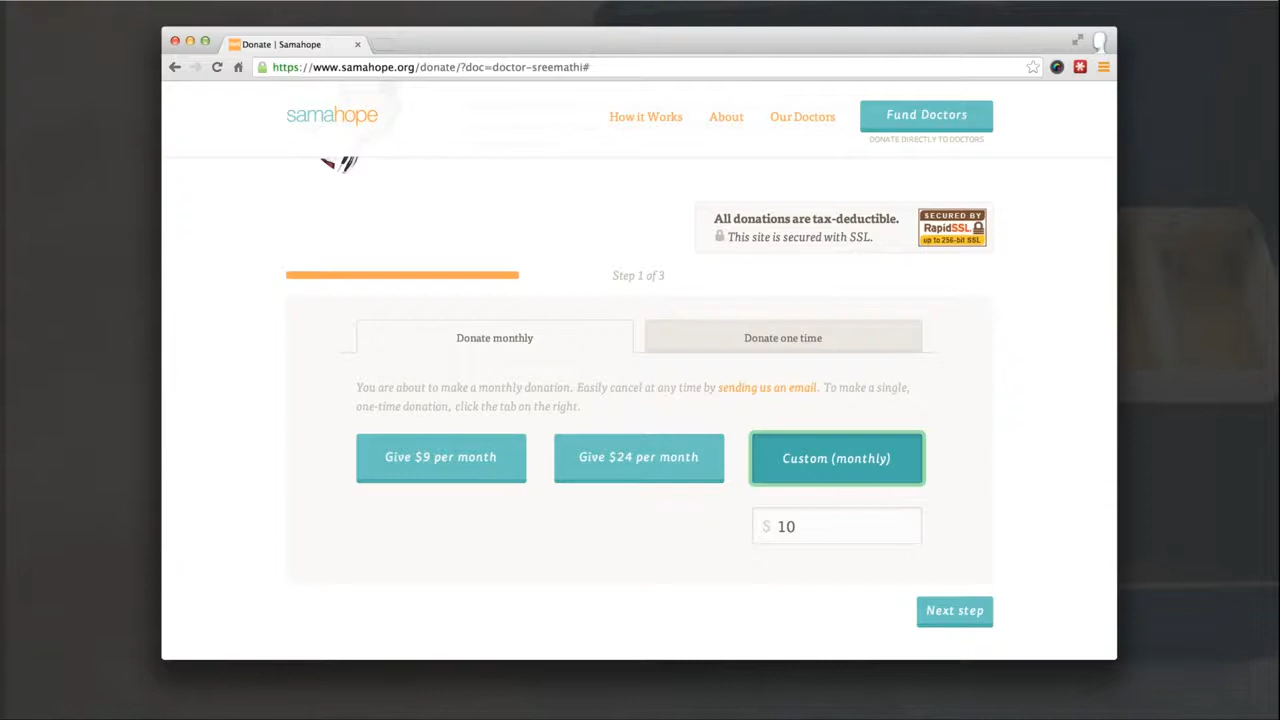 Donate | Samahope
https://www.samahope.org/donate/?doc=doctor-sreemathi#
samahope
How it Works
About
Our Doctors
Fund Doctors
DONATE DIRECTLY TO DOCTORS
All donations are tax-deductible.
This site is secured with SSL.
SECURED BY
RapidSSL
up to 256-bit SSL
Step 1 of 3
Donate monthly
Donate one time
You are about to make a monthly donation. Easily cancel at any time by sending us an email. To make a single,
one-time donation, click the tab on the right.
Give $9 per month
Give $24 per month
Custom (monthly)
$ 10
Next step